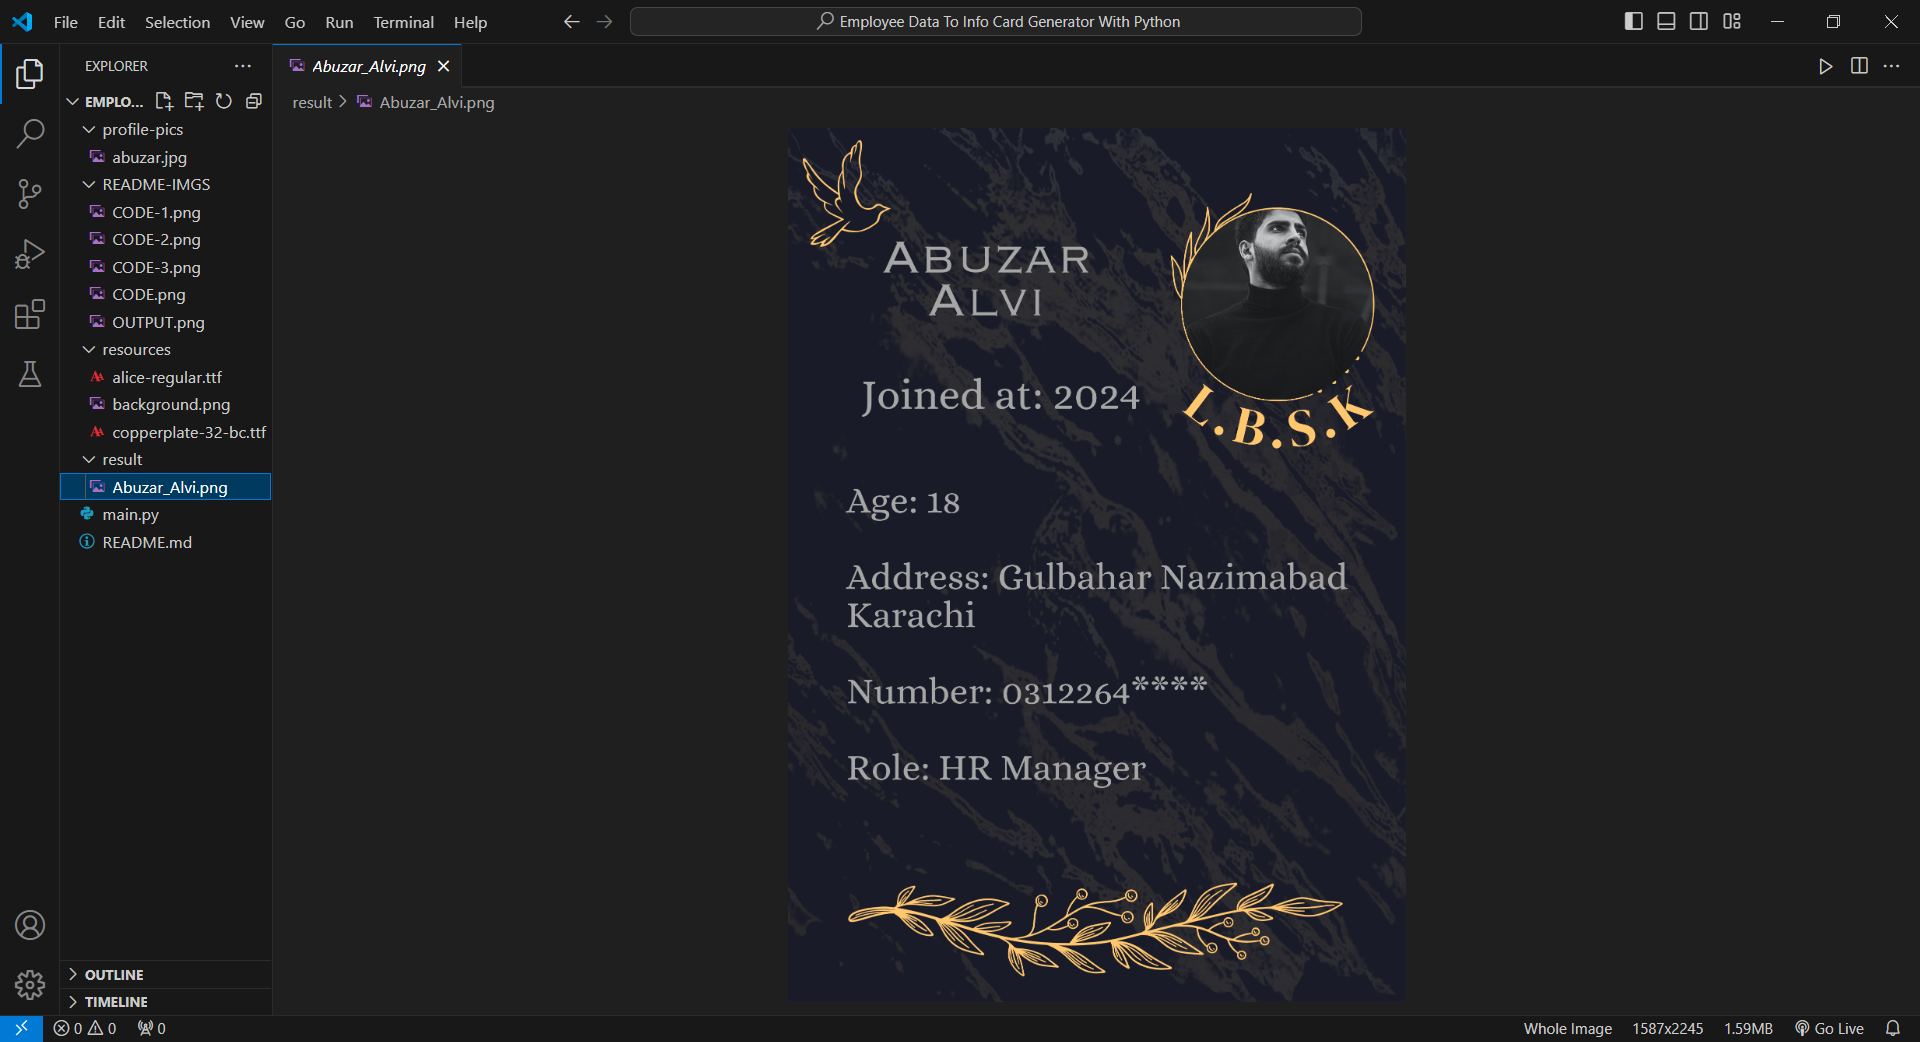 File Edit Selection View Go Run Terminal Help
Employee Data To Info Card Generator With Python
EXPLORER
EMPLO...
profile-pics
abuzar.jpg
README-IMGS
CODE-1.png
CODE-2.png
CODE-3.png
CODE.png
OUTPUT.png
resources
alice-regular.ttf
background.png
copperplate-32-bc.ttf
result
Abuzar_Alvi.png
main.py
README.md
OUTLINE
TIMELINE
Abuzar_Alvi.png
result > Abuzar_Alvi.png
ABUZAR
ALVI
L.B.S.K
Joined at: 2024
Age: 18
Address: Gulbahar Nazimabad
Karachi
Number: 0312264****
Role: HR Manager
0 0 0
Whole Image 1587x2245 1.59MB Go Live